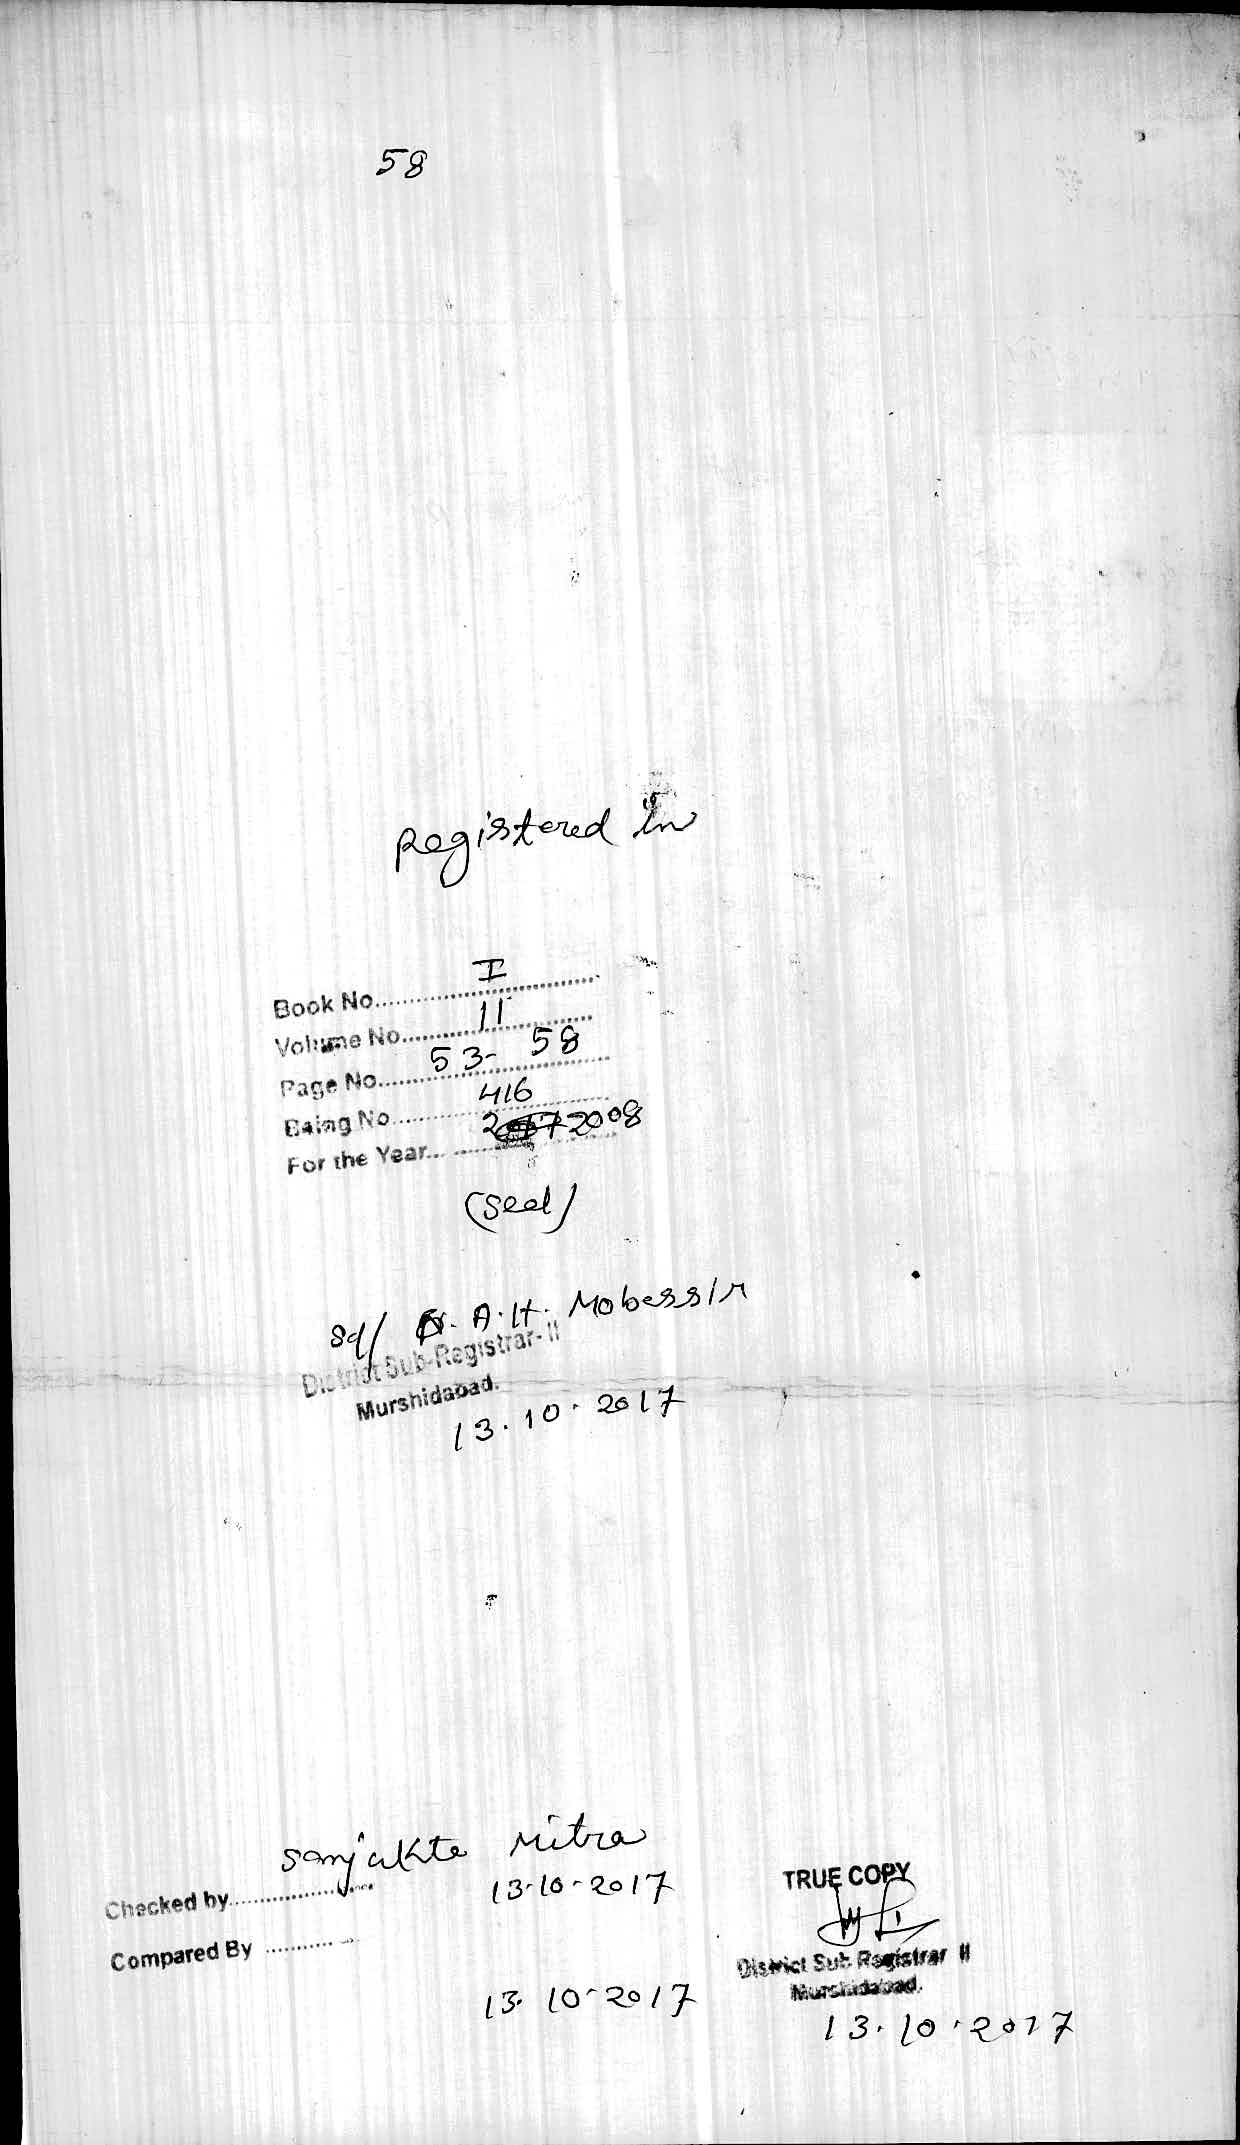 58
Registered in
Book No. I
Volume No. 11
Page No. 53- 58
Being No. 416
For the Year... 2008
(Seal)
Sd/ A. H. Mobassir
District Sub-Registrar- II
Murshidabad.
13.10.2017
Sanjukta Mitra
Checked by 13-10-2017
Compared By
13.10-2017
TRUE COPY
District Sub Registrar II
Murshidabad.
13.10.2017